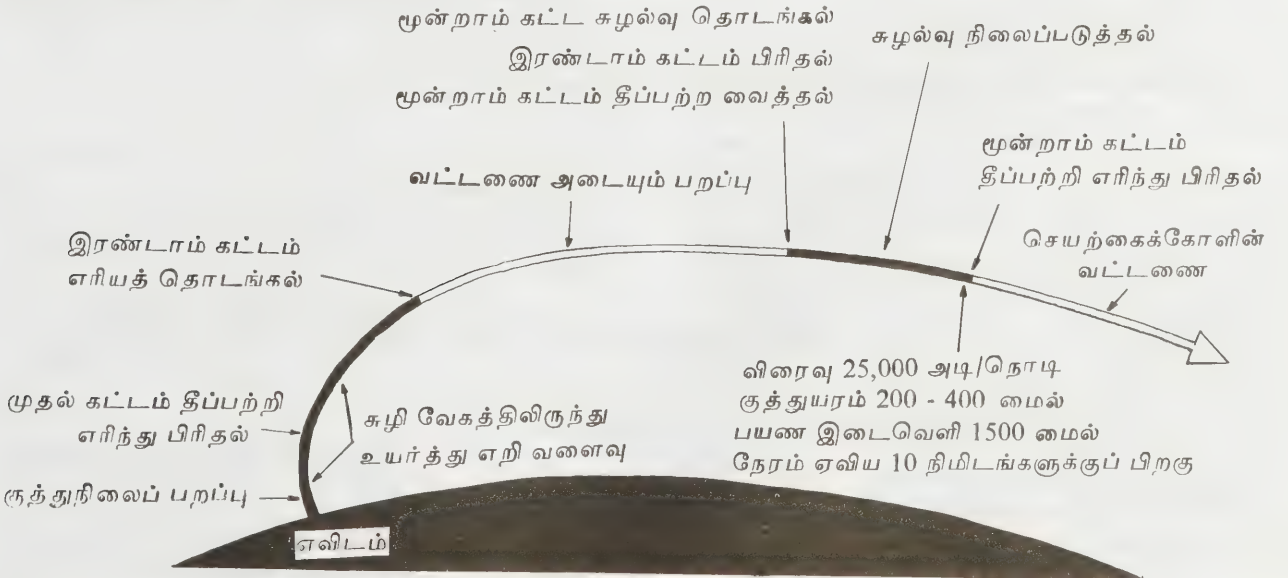 மூன்றாம் கட்ட சுழல்வு தொடங்கல்
இரண்டாம் கட்டம் பிரிதல்
மூன்றாம் கட்டம் தீப்பற்ற வைத்தல்
சுழல்வு நிலைப்படுத்தல்
மூன்றாம் கட்டம்
தீப்பற்றி எரிந்து பிரிதல்
வட்டணை அடையும் பறப்பு
செயற்கைக்கோளின்
வட்டணை
இரண்டாம் கட்டம்
எரியத் தொடங்கல்
விரைவு 25,000 அடி/நொடி
குத்துயரம் 200 - 400 மைல்
பயண இடைவெளி 1500 மைல்
நேரம் ஏவிய 10 நிமிடங்களுக்குப் பிறகு
முதல் கட்டம் தீப்பற்றி
எரிந்து பிரிதல்
சுழி வேகத்திலிருந்து
உயர்த்து எறி வளைவு
குத்துநிலைப் பறப்பு
எவிடம்